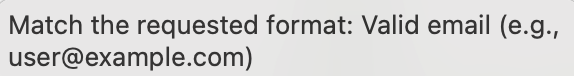 Match the requested format: Valid email (e.g.,
user@example.com)